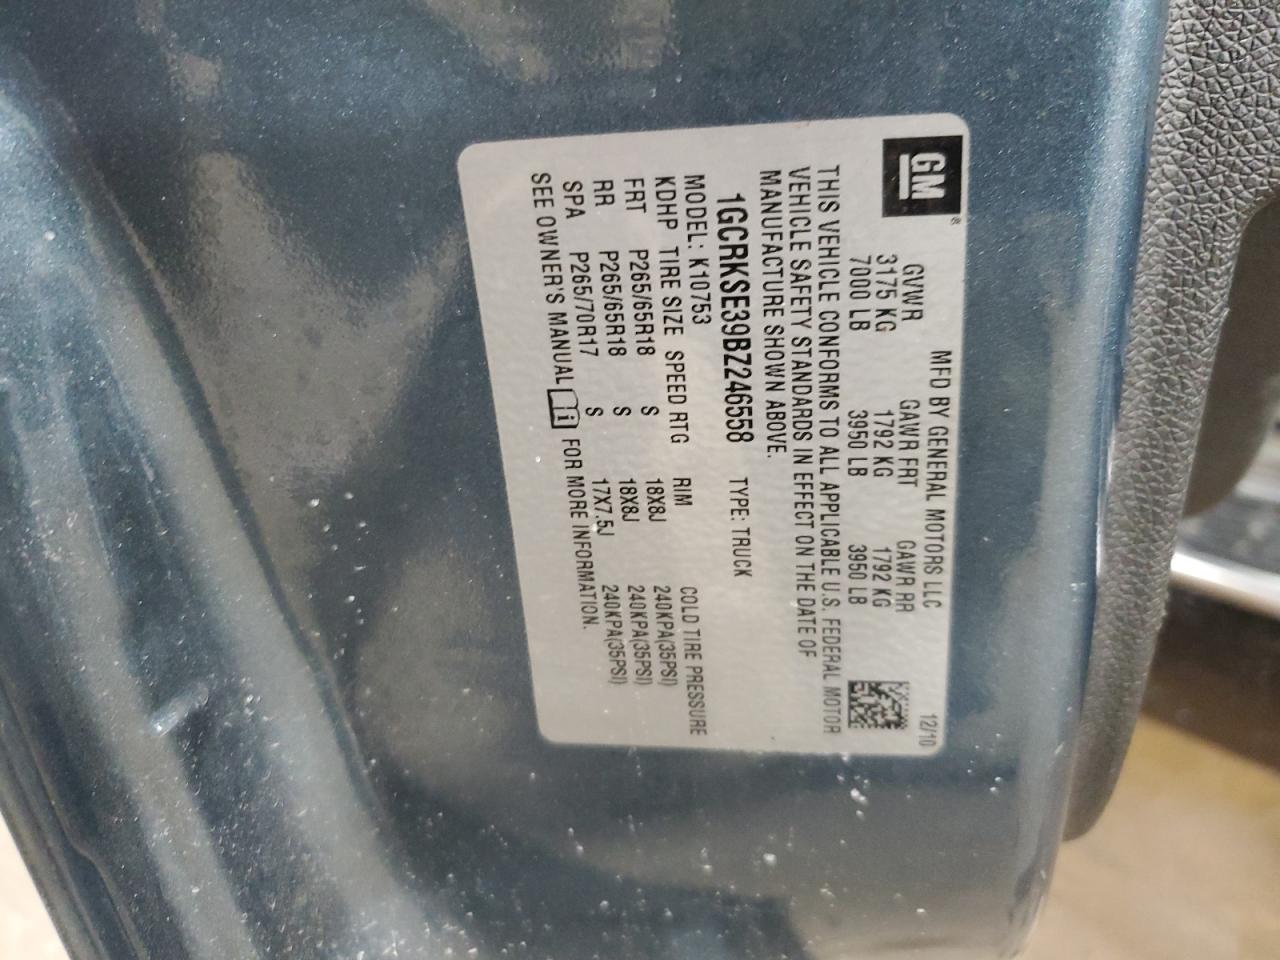 GM®
MFD BY GENERAL MOTORS LLC 12/10
GVWR GAWR FRT GAWR RR
3175 KG 1792 KG 1792 KG
7000 LB 3950 LB 3950 LB
THIS VEHICLE CONFORMS TO ALL APPLICABLE U.S. FEDERAL MOTOR
VEHICLE SAFETY STANDARDS IN EFFECT ON THE DATE OF
MANUFACTURE SHOWN ABOVE.
1GCRKSE39BZ246558 TYPE: TRUCK
MODEL: K10753
KDHP TIRE SIZE SPEED RTG RIM COLD TIRE PRESSURE
FRT P265/65R18 S 18X8J 240KPA(35PSI)
RR P265/65R18 S 18X8J 240KPA(35PSI)
SPA P265/70R17 S 17X7.5J 240KPA(35PSI)
SEE OWNER'S MANUAL i FOR MORE INFORMATION.